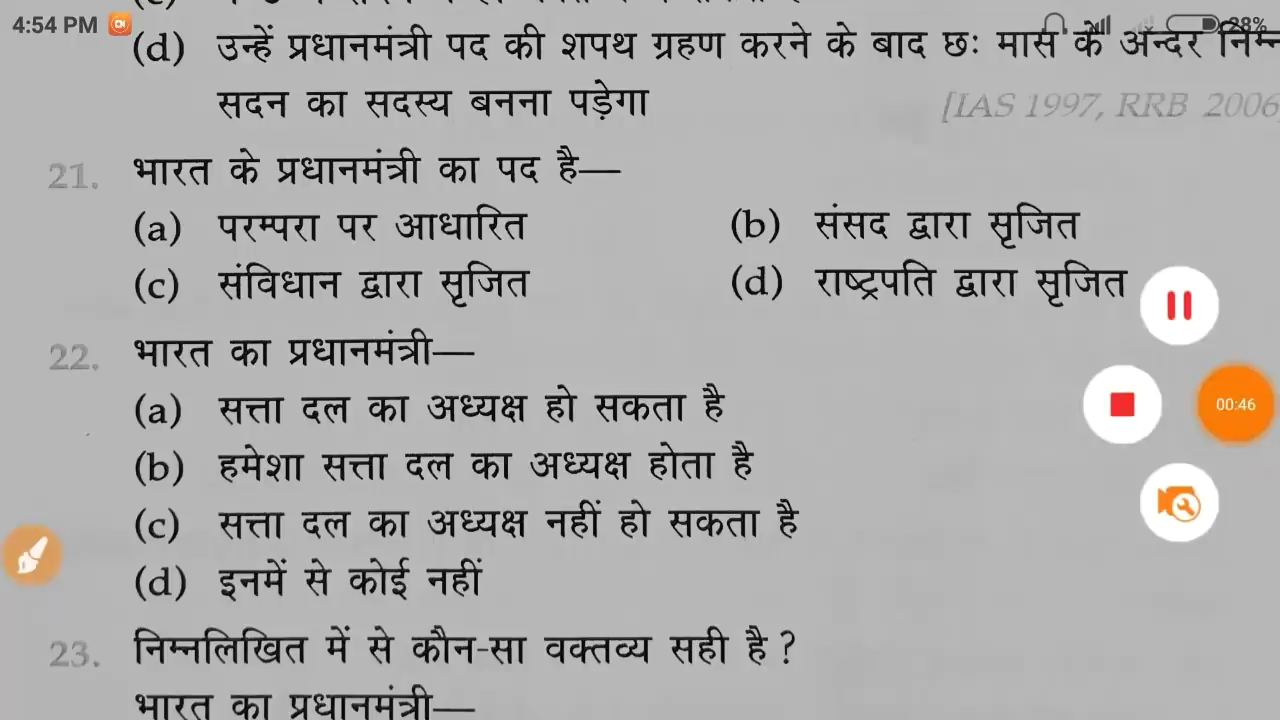 4:54 PM 28%
(d) उन्हें प्रधानमंत्री पद की शपथ ग्रहण करने के बाद छः मास के अन्दर निम्न
सदन का सदस्य बनना पड़ेगा [IAS 1997, RRB 2006
21. भारत के प्रधानमंत्री का पद है—
(a) परम्परा पर आधारित (b) संसद द्वारा सृजित
(c) संविधान द्वारा सृजित (d) राष्ट्रपति द्वारा सृजित
22. भारत का प्रधानमंत्री—
(a) सत्ता दल का अध्यक्ष हो सकता है
(b) हमेशा सत्ता दल का अध्यक्ष होता है
00:46
(c) सत्ता दल का अध्यक्ष नहीं हो सकता है
(d) इनमें से कोई नहीं
23. निम्नलिखित में से कौन-सा वक्तव्य सही है ?
भारत का प्रधानमंत्री—